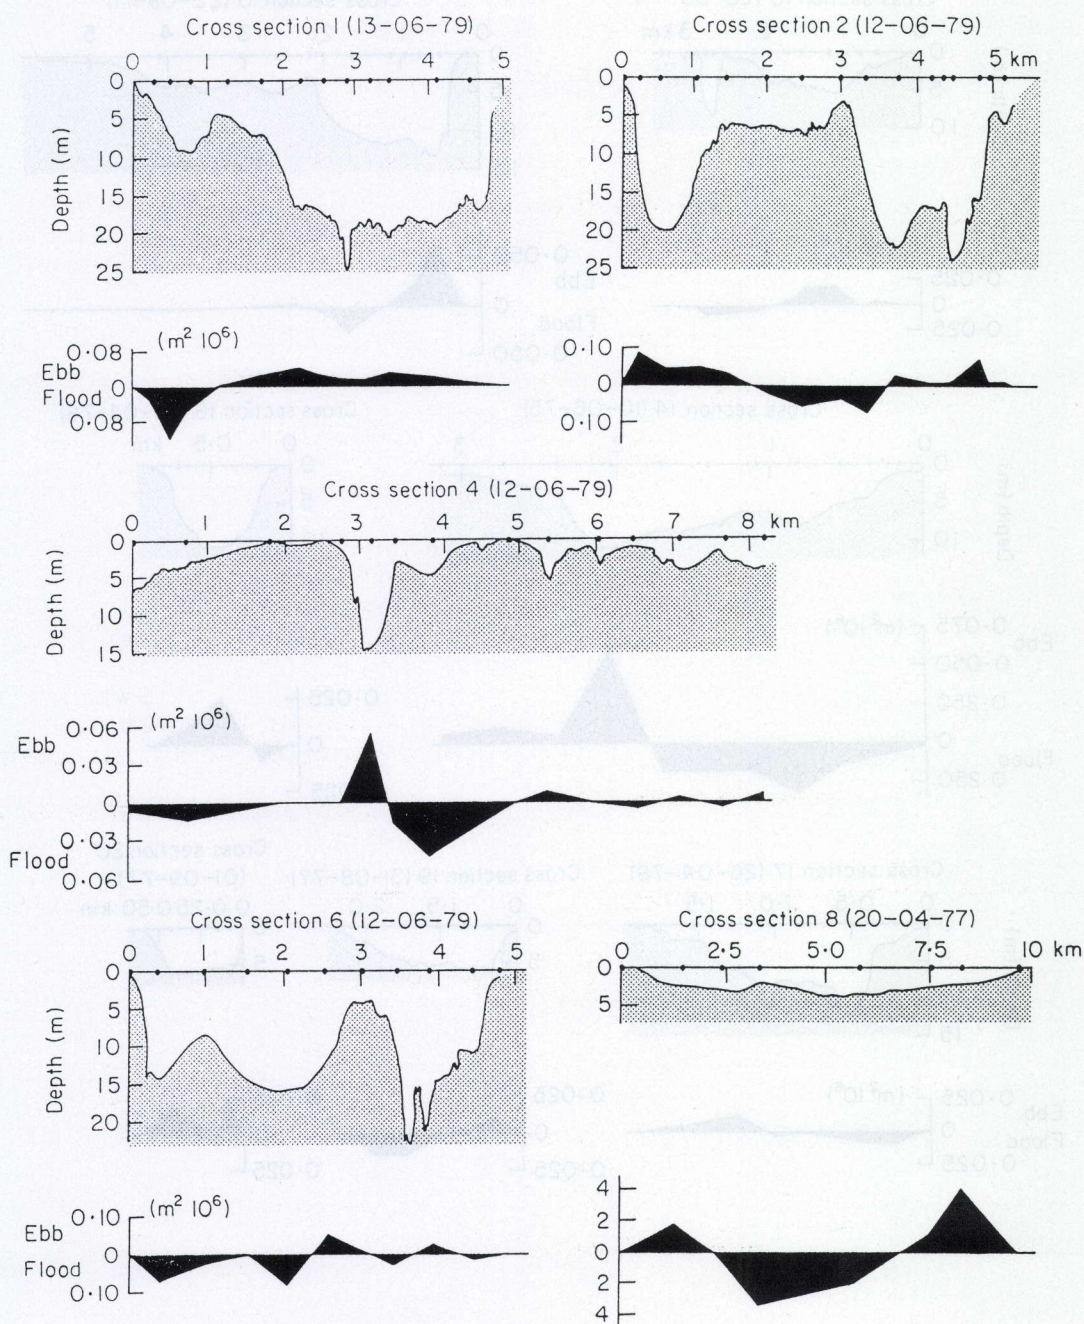 Cross section 1 (13-06-79)
0 1 2 3 4 5
0
5
10
15
20
25
Depth (m)
(m² 10⁶)
0·08
0
0·08
Ebb
Flood
Cross section 2 (12-06-79)
0 1 2 3 4 5 km
0
5
10
15
20
25
0·10
0
0·10
Cross section 4 (12-06-79)
0 1 2 3 4 5 6 7 8 km
0
5
10
15
Depth (m)
(m² 10⁶)
0·06
0·03
0
0·03
0·06
Ebb
Flood
Cross section 6 (12-06-79)
0 1 2 3 4 5
0
5
10
15
20
Depth (m)
(m² 10⁶)
0·10
0
0·10
Ebb
Flood
Cross section 8 (20-04-77)
0 2·5 5·0 7·5 10 km
0
5
4
2
0
2
4